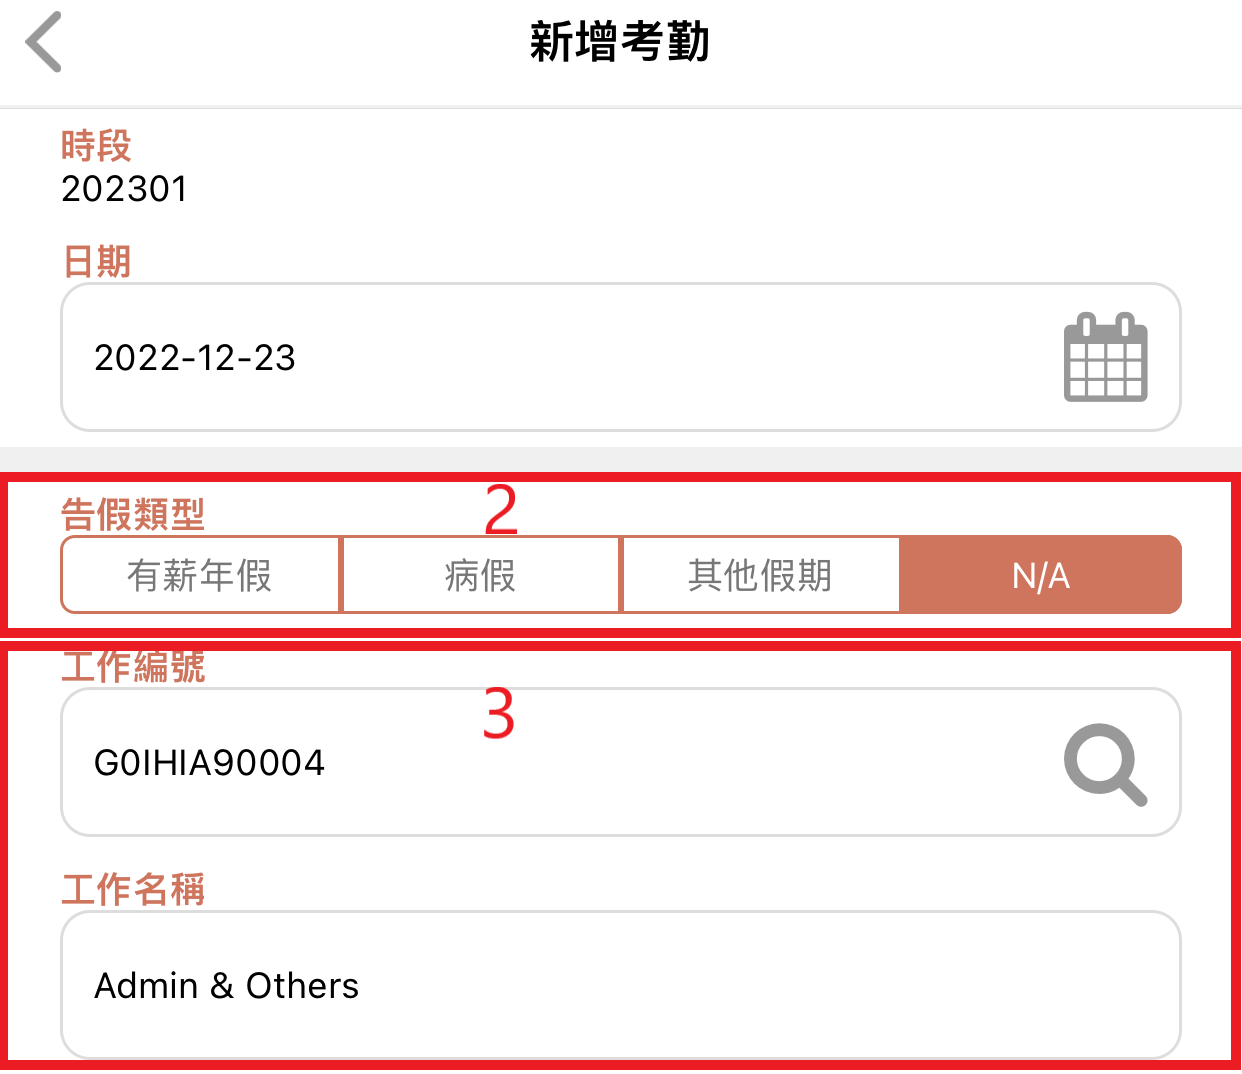 新增考勤
時段
202301
日期
2022-12-23
2
告假類型
有薪年假 病假 其他假期 N/A
工作編號
3
G0IHIA90004
工作名稱
Admin & Others